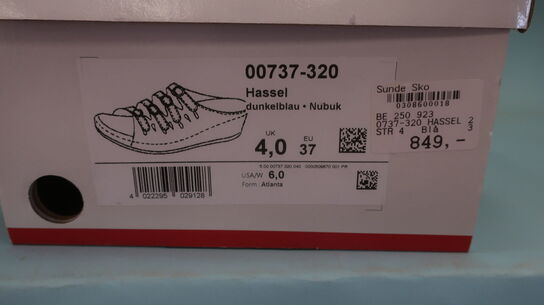 00737-320
Hassel
dunkelblau • Nubuk
UK
4,0
EU
37
USA/W 6,0
Form: Atlanta
4 022295 029128
Sunde Sko
0308600018
BE 250 923
0737-320 HASSEL 2
STR 4 Blå 3
849,-